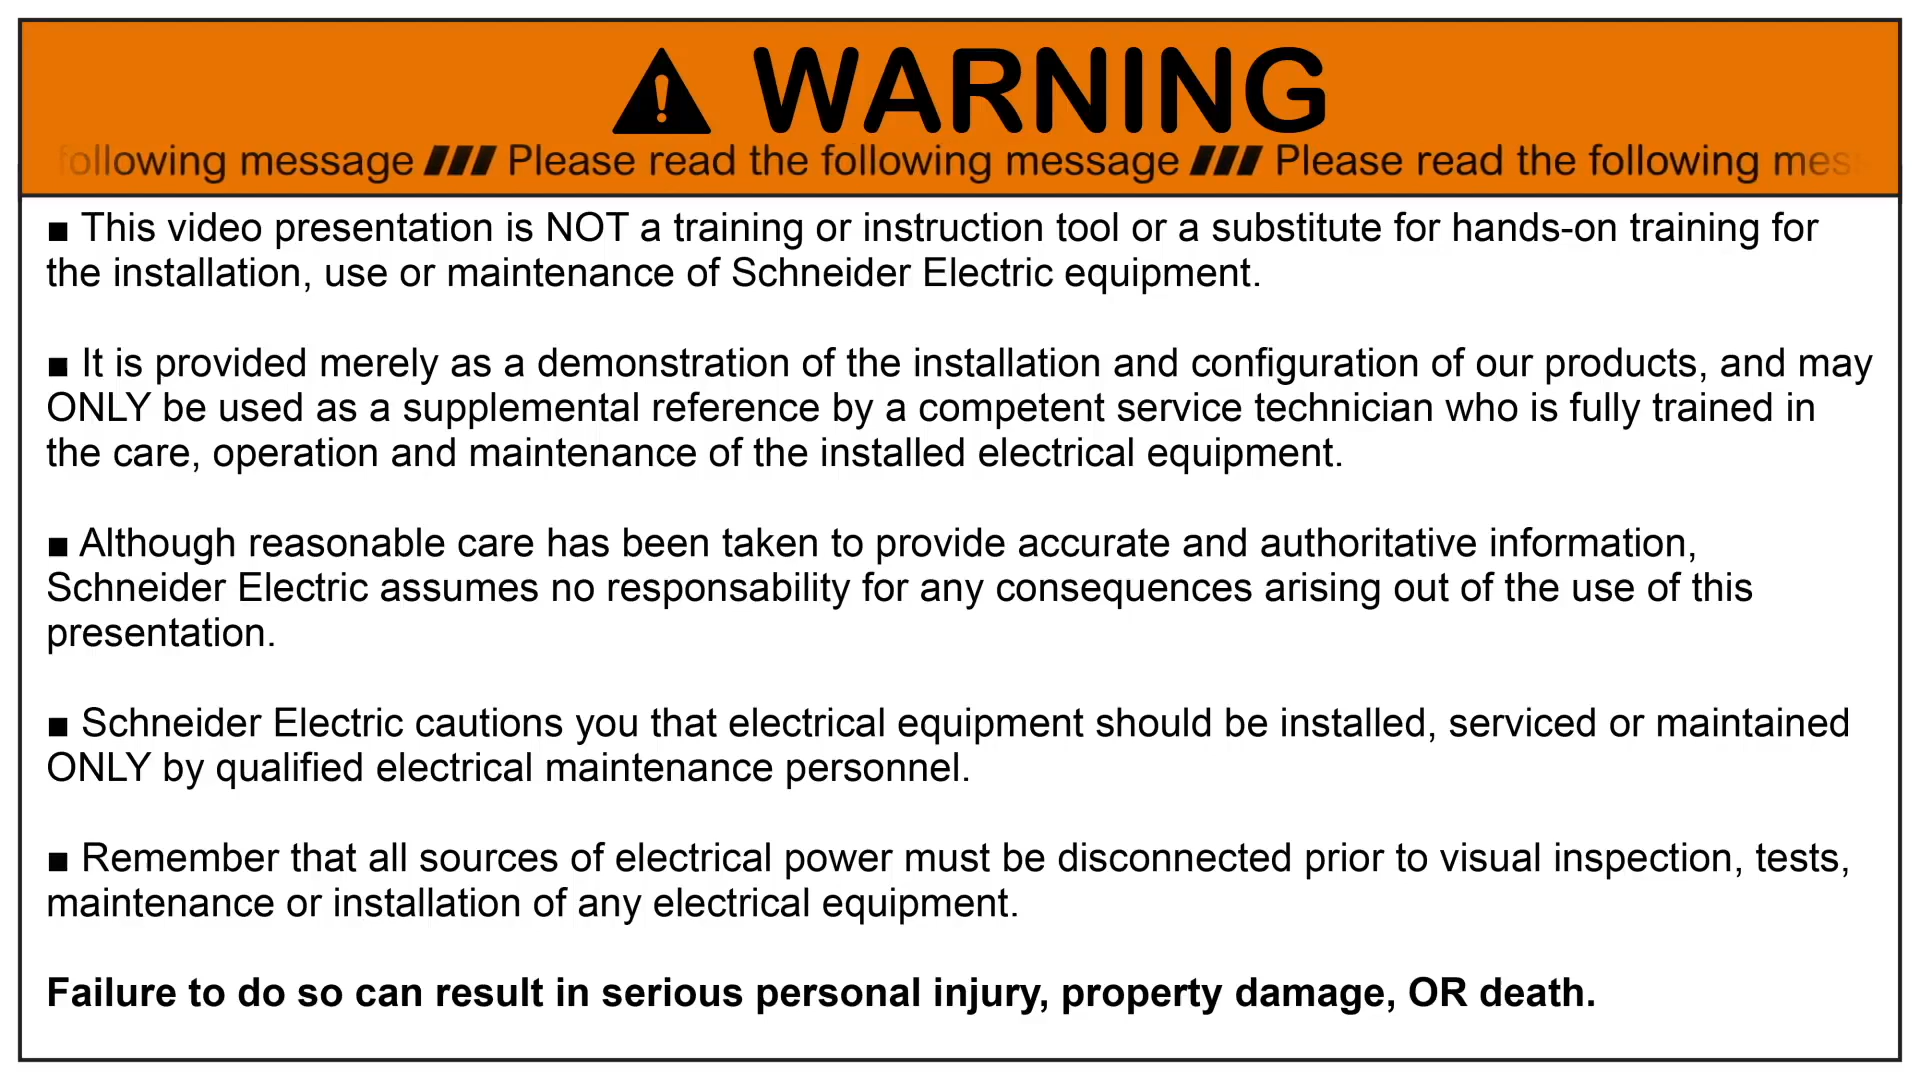 WARNING
following message /// Please read the following message /// Please read the following mes
■ This video presentation is NOT a training or instruction tool or a substitute for hands-on training for
the installation, use or maintenance of Schneider Electric equipment.
■ It is provided merely as a demonstration of the installation and configuration of our products, and may
ONLY be used as a supplemental reference by a competent service technician who is fully trained in
the care, operation and maintenance of the installed electrical equipment.
■ Although reasonable care has been taken to provide accurate and authoritative information,
Schneider Electric assumes no responsability for any consequences arising out of the use of this
presentation.
■ Schneider Electric cautions you that electrical equipment should be installed, serviced or maintained
ONLY by qualified electrical maintenance personnel.
■ Remember that all sources of electrical power must be disconnected prior to visual inspection, tests,
maintenance or installation of any electrical equipment.
Failure to do so can result in serious personal injury, property damage, OR death.